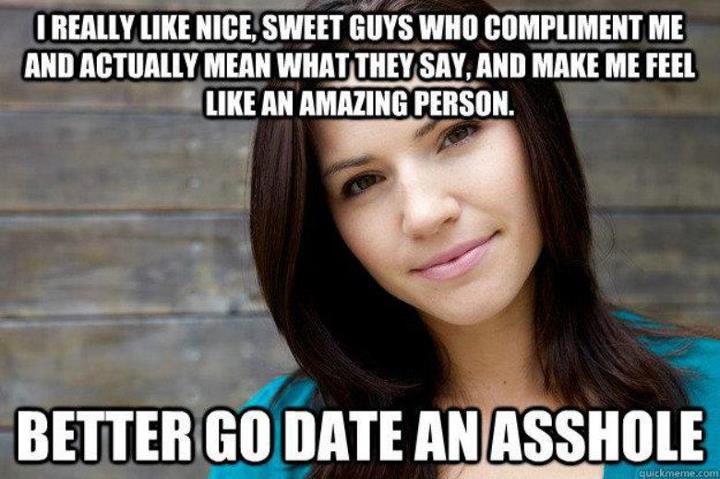 I REALLY LIKE NICE, SWEET GUYS WHO COMPLIMENT ME
AND ACTUALLY MEAN WHAT THEY SAY, AND MAKE ME FEEL
LIKE AN AMAZING PERSON.
BETTER GO DATE AN ASSHOLE
quickmeme.com